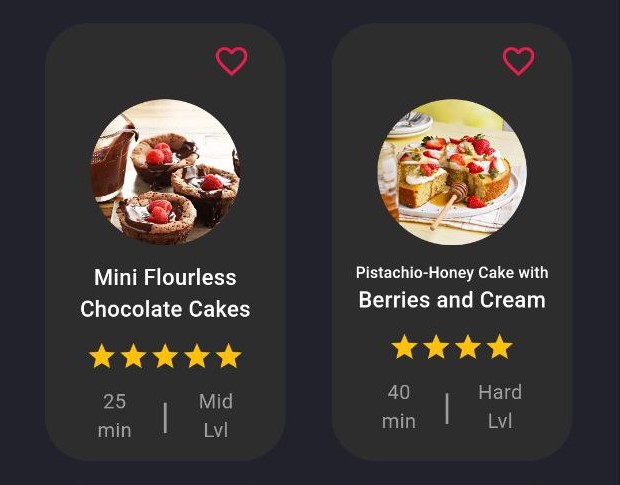 Mini Flourless
Chocolate Cakes
25
min
|
Mid
Lvl
Pistachio-Honey Cake with
Berries and Cream
40
min
|
Hard
Lvl